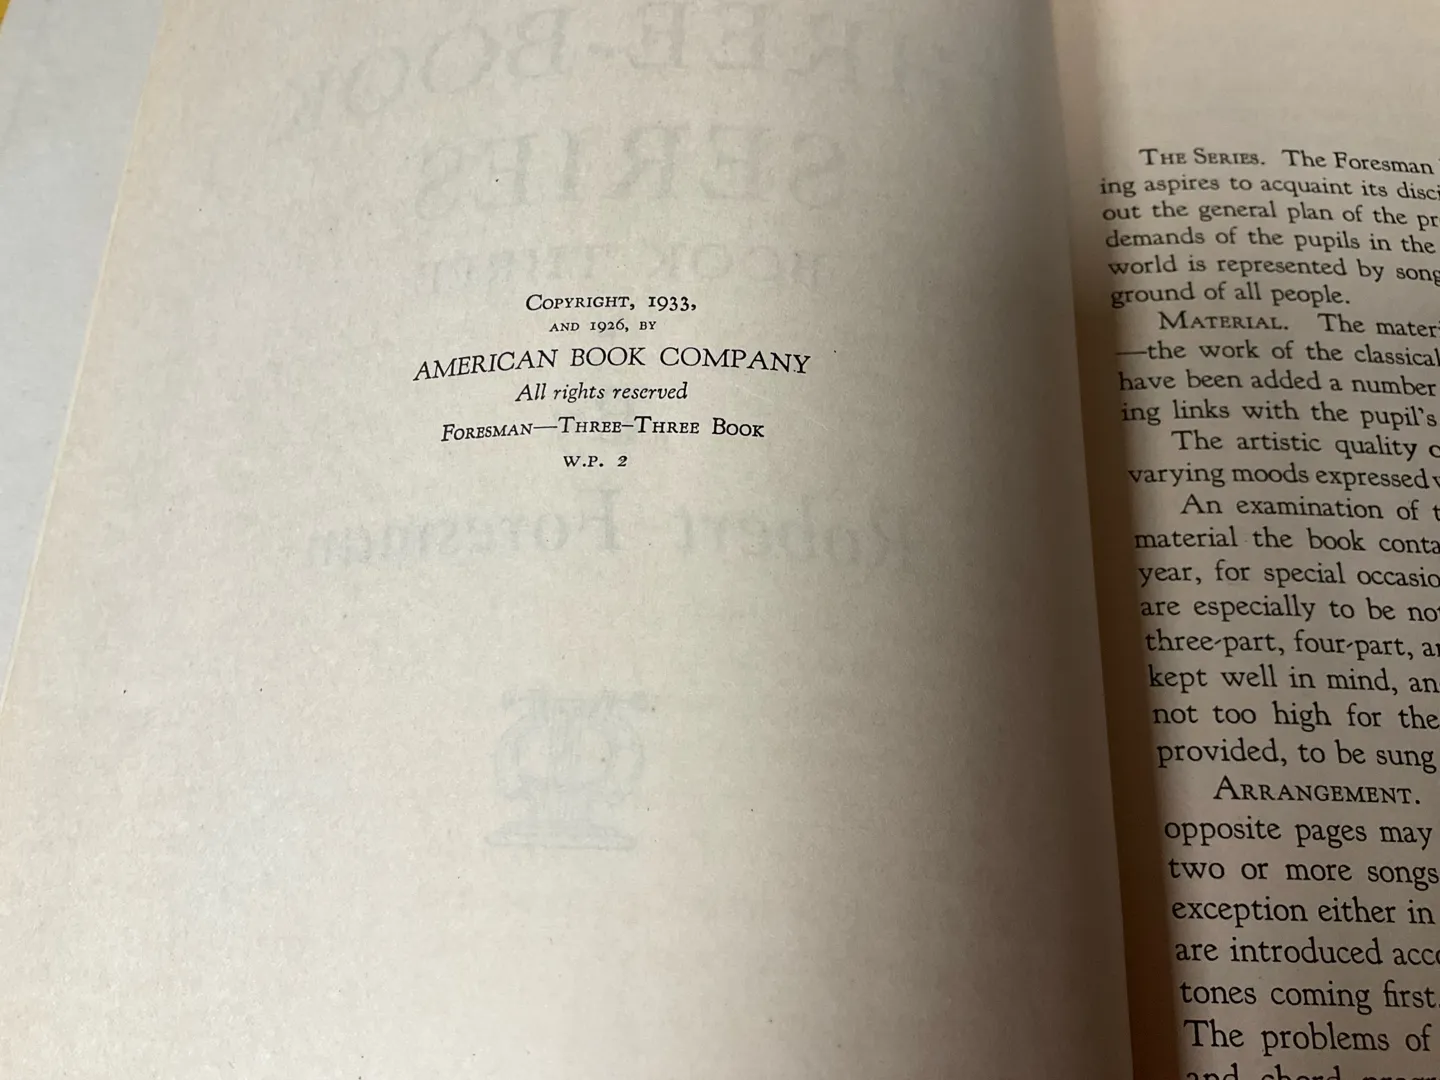 COPYRIGHT, 1933,
AND 1926, BY
AMERICAN BOOK COMPANY
All rights reserved
FORESMAN—THREE–THREE BOOK
W.P. 2
THE SERIES. The Foresman
ing aspires to acquaint its
out the general plan of the
demands of the pupils in the
world is represented by
ground of all people.
MATERIAL. The
—the work of the classical
have been added a number
ing links with the pupil's
The artistic quality
varying moods expressed
An examination of
material the book
year, for special
are especially to be
three-part, four-part,
kept well in mind,
not too high for the
provided, to be sung
ARRANGEMENT.
opposite pages may
two or more songs
exception either in
are introduced
tones coming first.
The problems of
and chord